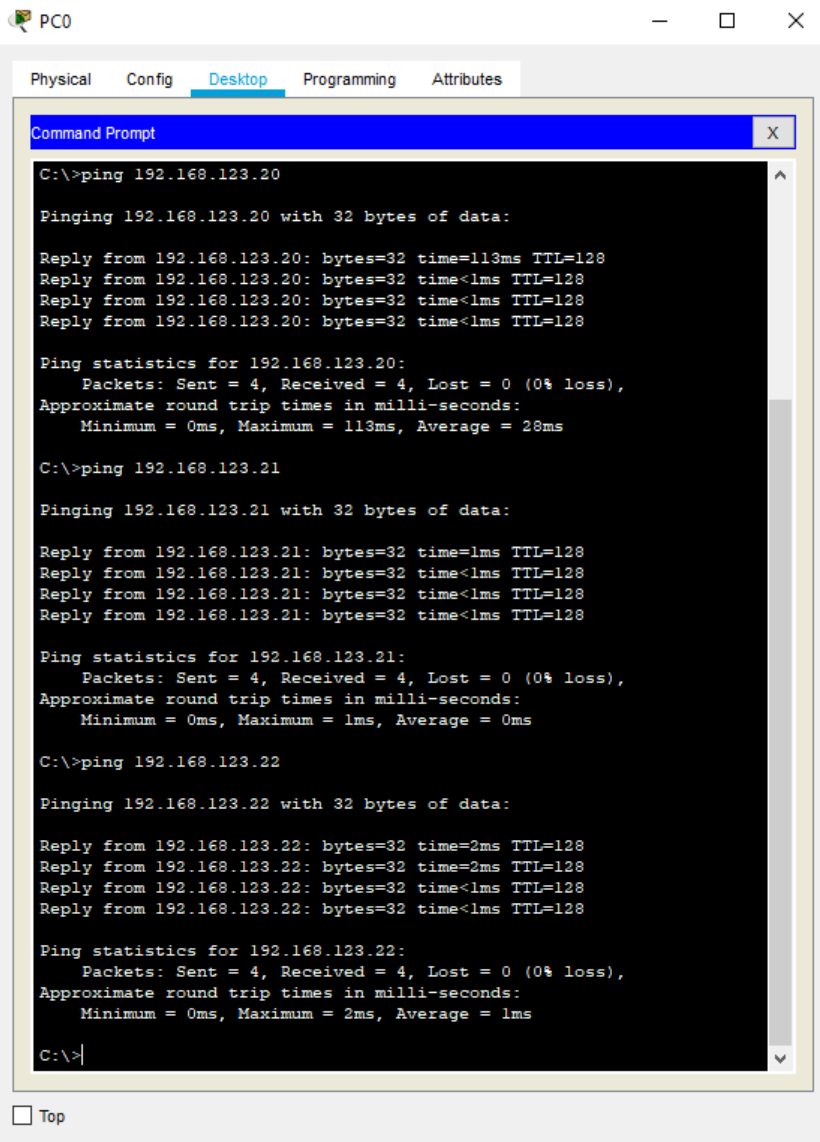 PC0
Physical Config Desktop Programming Attributes
Command Prompt X
C:\>ping 192.168.123.20
Pinging 192.168.123.20 with 32 bytes of data:
Reply from 192.168.123.20: bytes=32 time=113ms TTL=128
Reply from 192.168.123.20: bytes=32 time<1ms TTL=128
Reply from 192.168.123.20: bytes=32 time<1ms TTL=128
Reply from 192.168.123.20: bytes=32 time<1ms TTL=128
Ping statistics for 192.168.123.20:
Packets: Sent = 4, Received = 4, Lost = 0 (0% loss),
Approximate round trip times in milli-seconds:
Minimum = 0ms, Maximum = 113ms, Average = 28ms
C:\>ping 192.168.123.21
Pinging 192.168.123.21 with 32 bytes of data:
Reply from 192.168.123.21: bytes=32 time=1ms TTL=128
Reply from 192.168.123.21: bytes=32 time<1ms TTL=128
Reply from 192.168.123.21: bytes=32 time<1ms TTL=128
Reply from 192.168.123.21: bytes=32 time<1ms TTL=128
Ping statistics for 192.168.123.21:
Packets: Sent = 4, Received = 4, Lost = 0 (0% loss),
Approximate round trip times in milli-seconds:
Minimum = 0ms, Maximum = 1ms, Average = 0ms
C:\>ping 192.168.123.22
Pinging 192.168.123.22 with 32 bytes of data:
Reply from 192.168.123.22: bytes=32 time=2ms TTL=128
Reply from 192.168.123.22: bytes=32 time=2ms TTL=128
Reply from 192.168.123.22: bytes=32 time<1ms TTL=128
Reply from 192.168.123.22: bytes=32 time<1ms TTL=128
Ping statistics for 192.168.123.22:
Packets: Sent = 4, Received = 4, Lost = 0 (0% loss),
Approximate round trip times in milli-seconds:
Minimum = 0ms, Maximum = 2ms, Average = 1ms
C:\>
Top